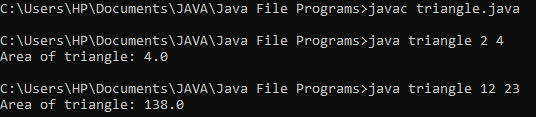 C:\Users\HP\Documents\JAVA\Java File Programs>javac triangle.java
C:\Users\HP\Documents\JAVA\Java File Programs>java triangle 2 4
Area of triangle: 4.0
C:\Users\HP\Documents\JAVA\Java File Programs>java triangle 12 23
Area of triangle: 138.0